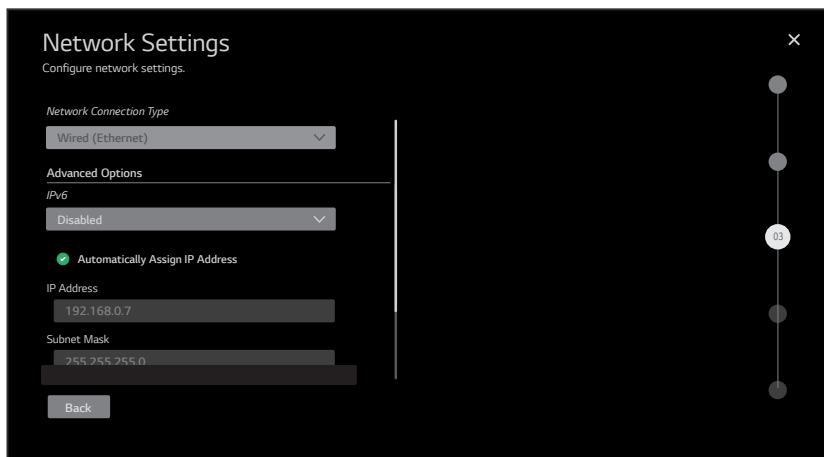 Network Settings
Configure network settings.
Network Connection Type
Wired (Ethernet)
Advanced Options
IPv6
Disabled
Automatically Assign IP Address
IP Address
192.168.0.7
Subnet Mask
255.255.255.0
Back
03